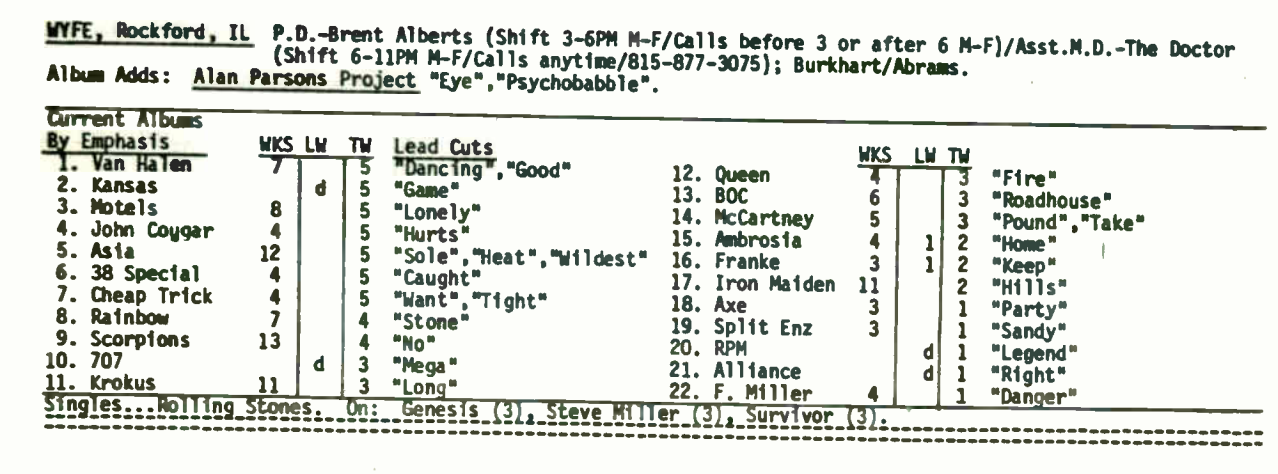 WYFE, Rockford, IL P.D.-Brent Alberts (Shift 3-6PM M-F/Calls before 3 or after 6 M-F)/Asst.M.D.-The Doctor
(Shift 6-11PM M-F/Calls anytime/815-877-3075); Burkhart/Abrams.
Album Adds: Alan Parsons Project "Eye","Psychobabble".
Current Albums
By Emphasis WKS LW TW Lead Cuts WKS LW TW
1. Van Halen 7 5 "Dancing","Good" 12. Queen 4 3 "Fire"
2. Kansas d 5 "Game" 13. BOC 6 3 "Roadhouse"
3. Motels 8 5 "Lonely" 14. McCartney 5 3 "Pound","Take"
4. John Cougar 4 5 "Hurts" 15. Ambrosia 4 1 2 "Home"
5. Asia 12 5 "Sole","Heat","Wildest" 16. Franke 3 1 2 "Keep"
6. 38 Special 4 5 "Caught" 17. Iron Maiden 11 2 "Hills"
7. Cheap Trick 4 5 "Want","Tight" 18. Axe 3 1 "Party"
8. Rainbow 7 4 "Stone" 19. Split Enz 3 1 "Sandy"
9. Scorpions 13 4 "No" 20. RPM d 1 "Legend"
10. 707 d 3 "Mega" 21. Alliance d 1 "Right"
11. Krokus 11 3 "Long" 22. F. Miller 4 1 "Danger"
Singles...Rolling Stones. On: Genesis (3), Steve Miller (3), Survivor (3).